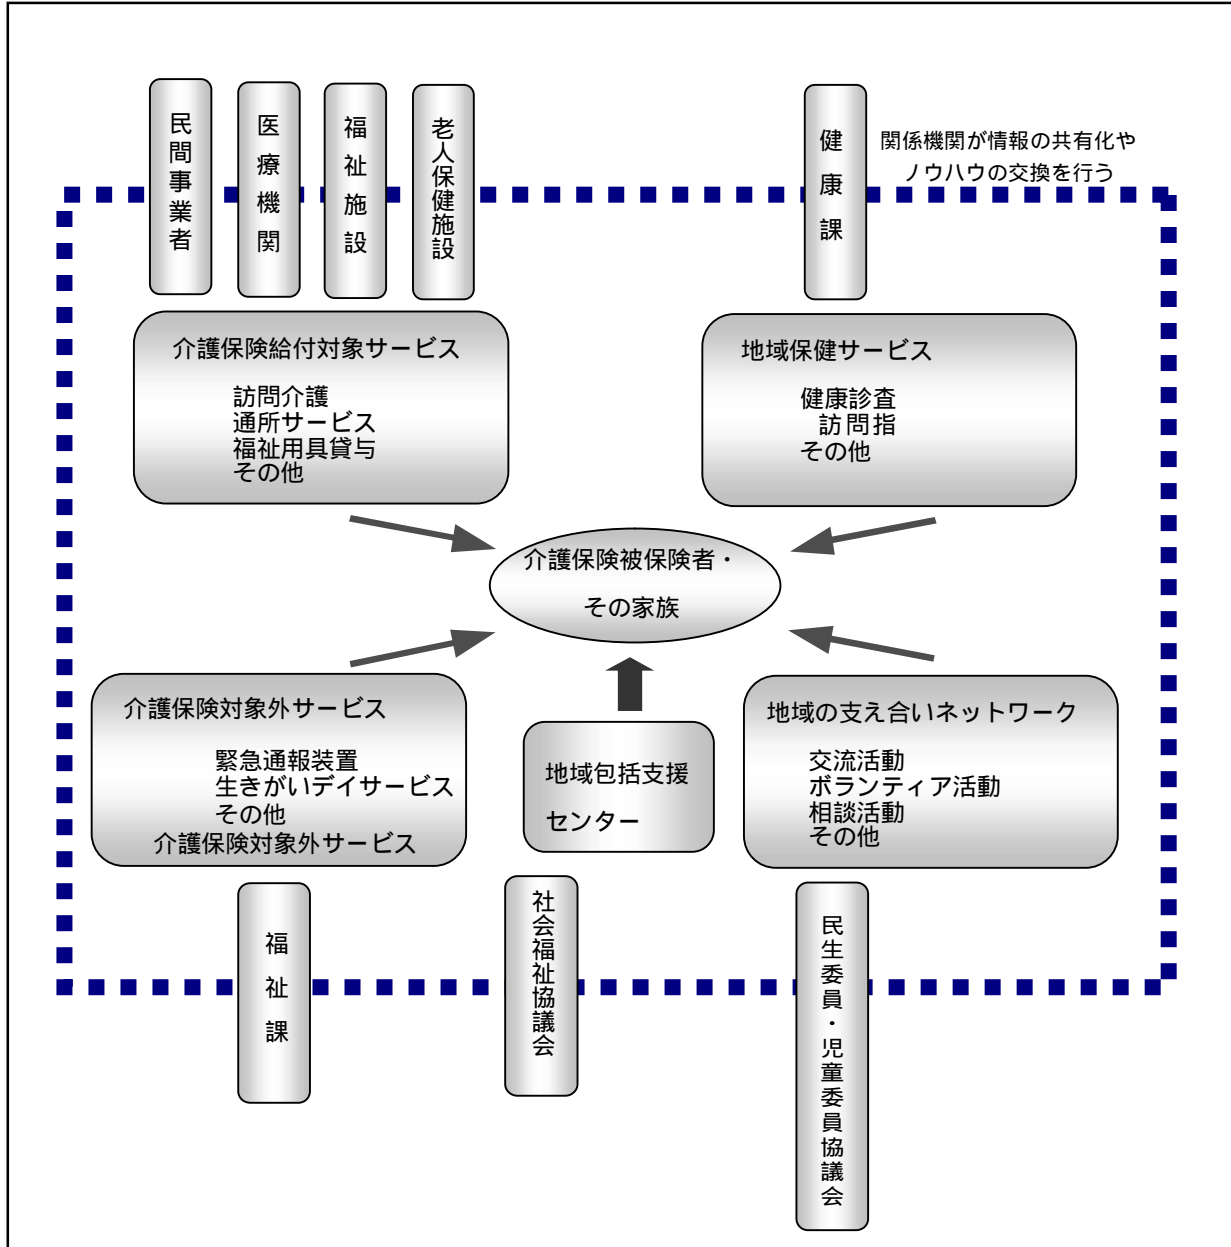 民間事業者
医療機関
福祉施設
老人保健施設
健康課
関係機関が情報の共有化や
ノウハウの交換を行う
介護保険給付対象サービス
訪問介護
通所サービス
福祉用具貸与
その他
地域保健サービス
健康診査
訪問指
その他
介護保険被保険者・
その家族
介護保険対象外サービス
緊急通報装置
生きがいデイサービス
その他
介護保険対象外サービス
地域包括支援
センター
地域の支え合いネットワーク
交流活動
ボランティア活動
相談活動
その他
福祉課
社会福祉協議会
民生委員・児童委員協議会